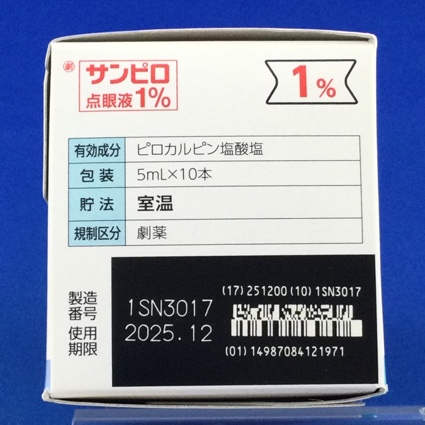 劇
サンピロ
点眼液1%
1%
有効成分 ピロカルピン塩酸塩
包装 5mL×10本
貯法 室温
規制区分 劇薬
製造番号 1SN3017
使用期限 2025.12
(17)251200(10)1SN3017
(01)14987084121971